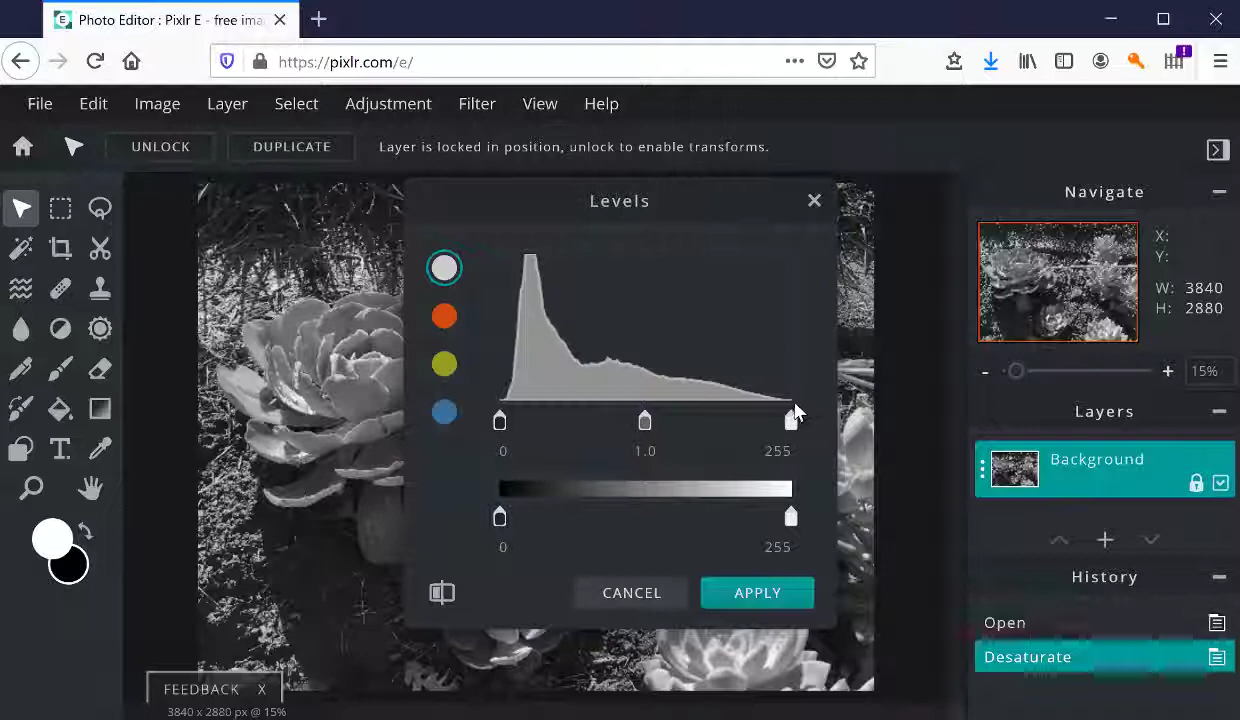 Photo Editor : Pixlr E - free ima
https://pixlr.com/e/
File Edit Image Layer Select Adjustment Filter View Help
UNLOCK DUPLICATE Layer is locked in position, unlock to enable transforms.
Levels
0 1.0 255
0 255
CANCEL APPLY
FEEDBACK X
3840 x 2880 px @ 15%
Navigate
X:
Y:
W: 3840
H: 2880
- + 15%
Layers
Background
History
Open
Desaturate